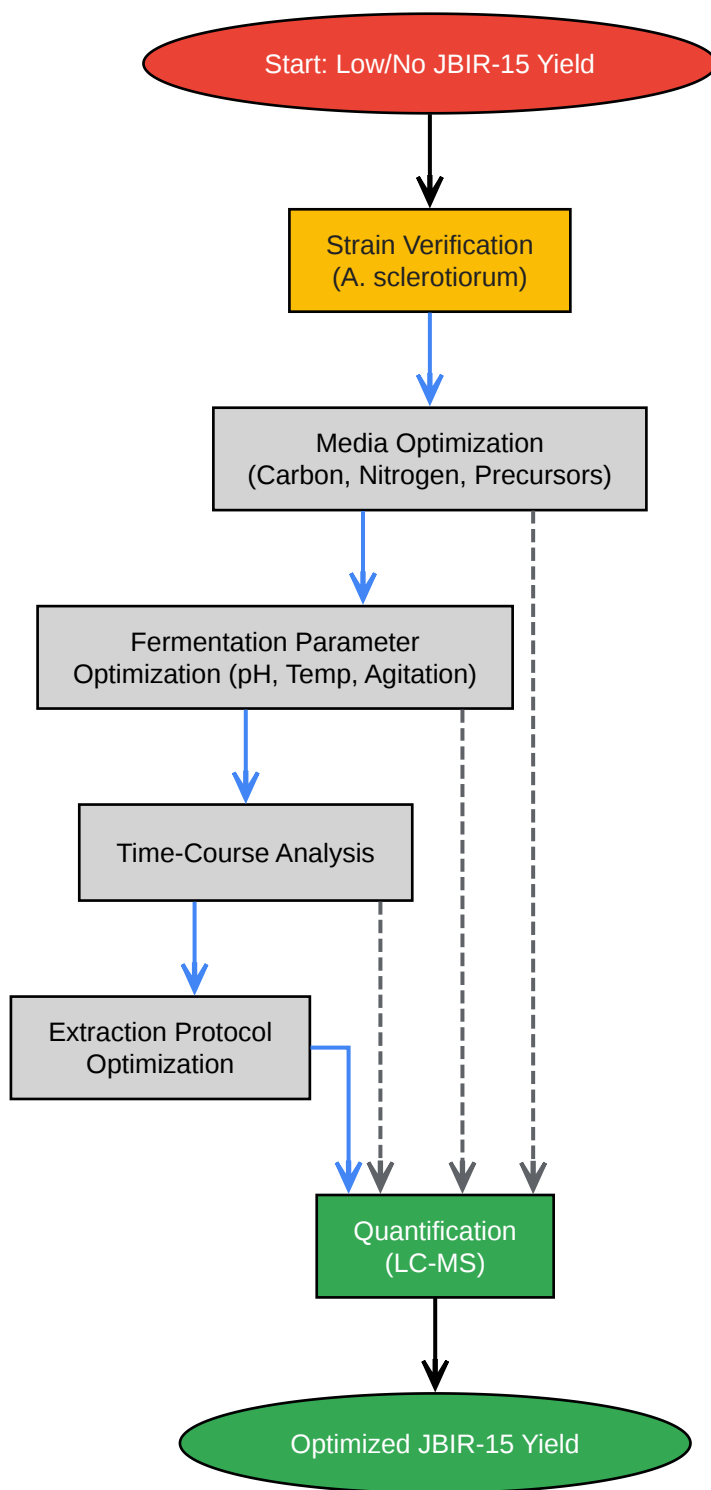 Start: Low/No JBIR-15 Yield
Strain Verification
(A. sclerotiorum)
Media Optimization
(Carbon, Nitrogen, Precursors)
Fermentation Parameter
Optimization (pH, Temp, Agitation)
Time-Course Analysis
Extraction Protocol
Optimization
Quantification
(LC-MS)
Optimized JBIR-15 Yield